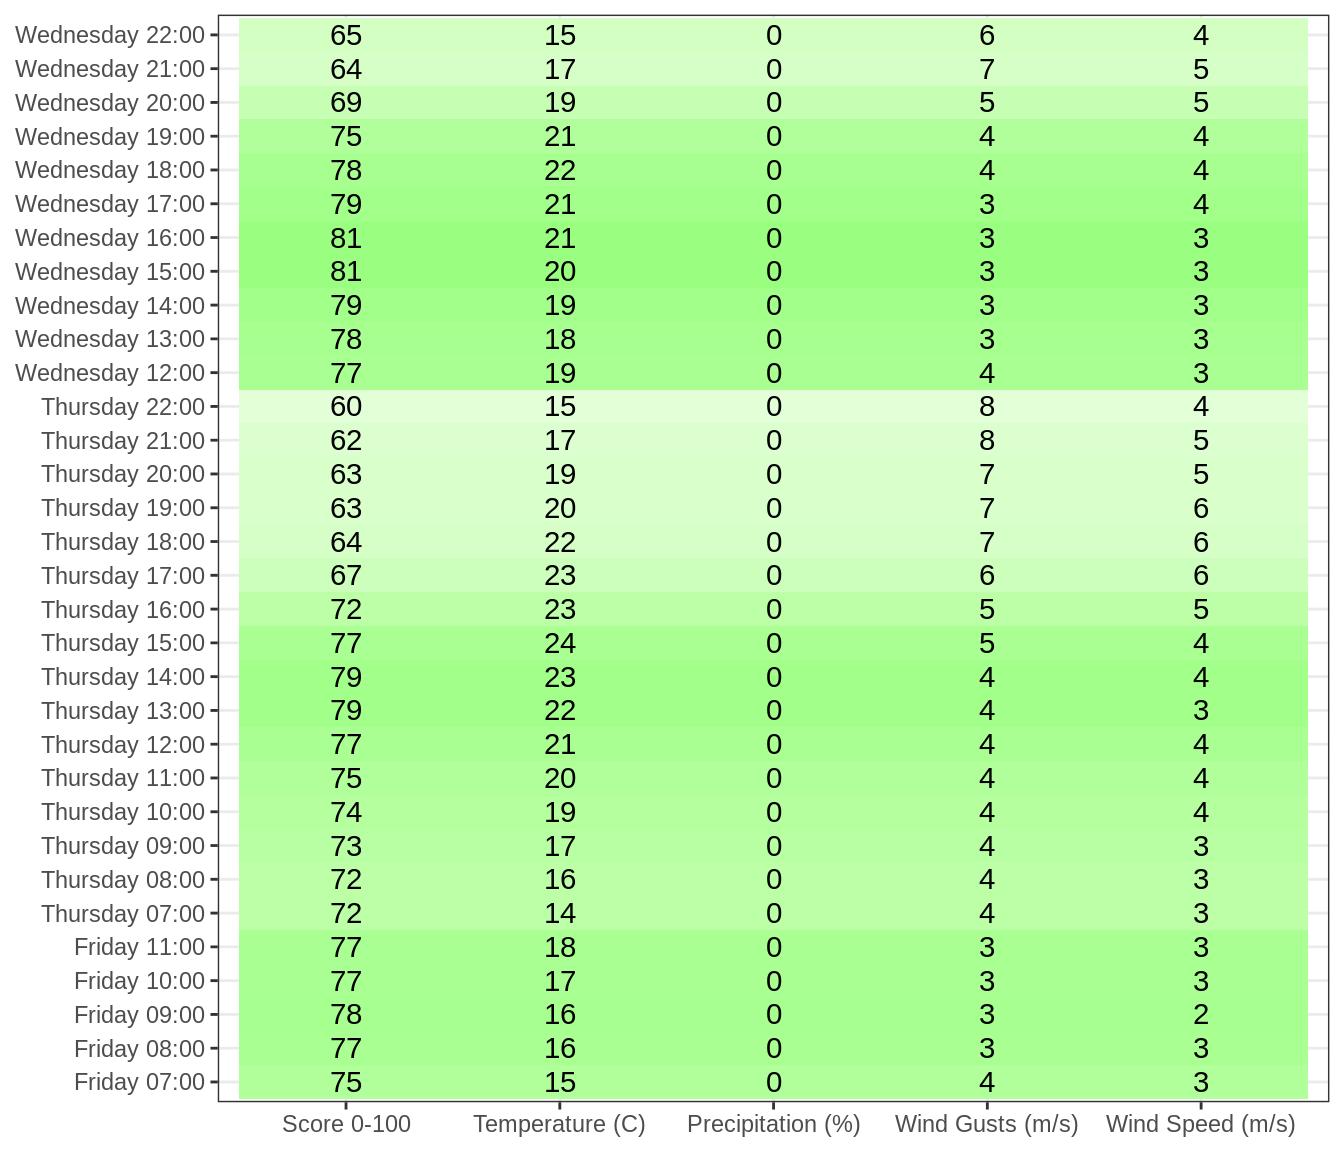 Wednesday 22:00 65 15 0 6 4
Wednesday 21:00 64 17 0 7 5
Wednesday 20:00 69 19 0 5 5
Wednesday 19:00 75 21 0 4 4
Wednesday 18:00 78 22 0 4 4
Wednesday 17:00 79 21 0 3 4
Wednesday 16:00 81 21 0 3 3
Wednesday 15:00 81 20 0 3 3
Wednesday 14:00 79 19 0 3 3
Wednesday 13:00 78 18 0 3 3
Wednesday 12:00 77 19 0 4 3
Thursday 22:00 60 15 0 8 4
Thursday 21:00 62 17 0 8 5
Thursday 20:00 63 19 0 7 5
Thursday 19:00 63 20 0 7 6
Thursday 18:00 64 22 0 7 6
Thursday 17:00 67 23 0 6 6
Thursday 16:00 72 23 0 5 5
Thursday 15:00 77 24 0 5 4
Thursday 14:00 79 23 0 4 4
Thursday 13:00 79 22 0 4 3
Thursday 12:00 77 21 0 4 4
Thursday 11:00 75 20 0 4 4
Thursday 10:00 74 19 0 4 4
Thursday 09:00 73 17 0 4 3
Thursday 08:00 72 16 0 4 3
Thursday 07:00 72 14 0 4 3
Friday 11:00 77 18 0 3 3
Friday 10:00 77 17 0 3 3
Friday 09:00 78 16 0 3 2
Friday 08:00 77 16 0 3 3
Friday 07:00 75 15 0 4 3
Score 0-100 Temperature (C) Precipitation (%) Wind Gusts (m/s) Wind Speed (m/s)